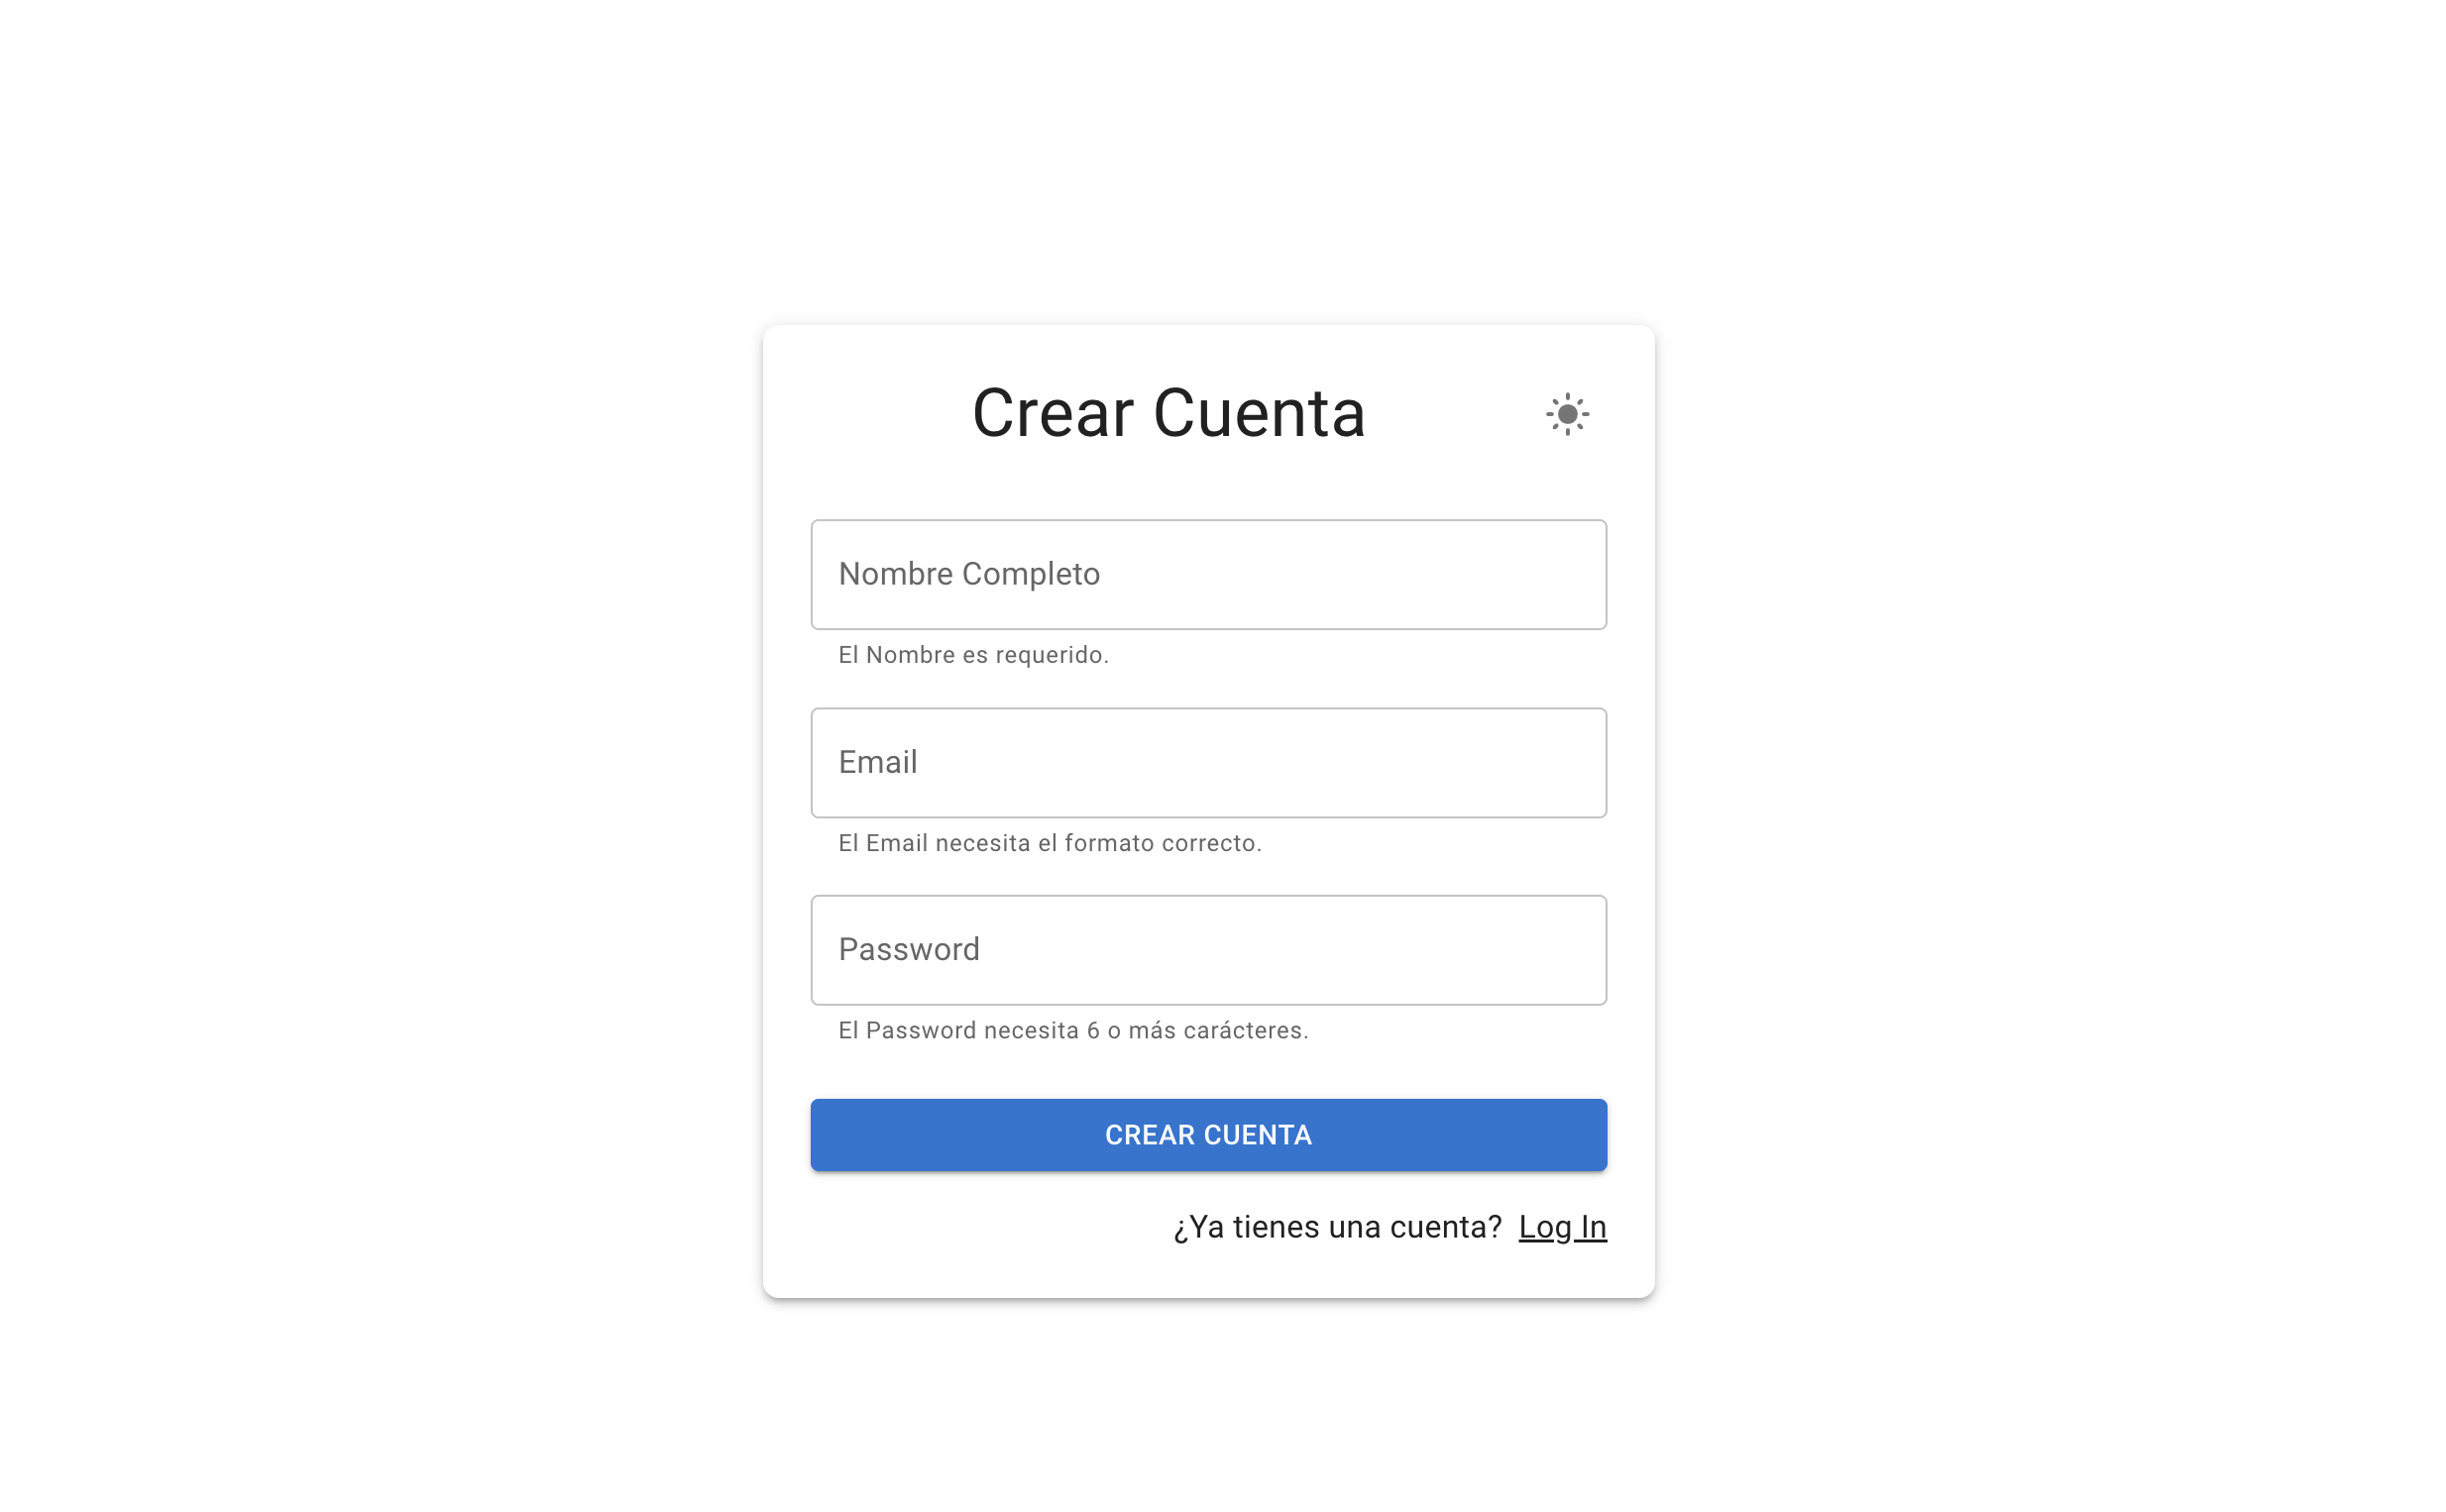 Crear Cuenta
Nombre Completo
El Nombre es requerido.
Email
El Email necesita el formato correcto.
Password
El Password necesita 6 o más carácteres.
CREAR CUENTA
¿Ya tienes una cuenta? Log In